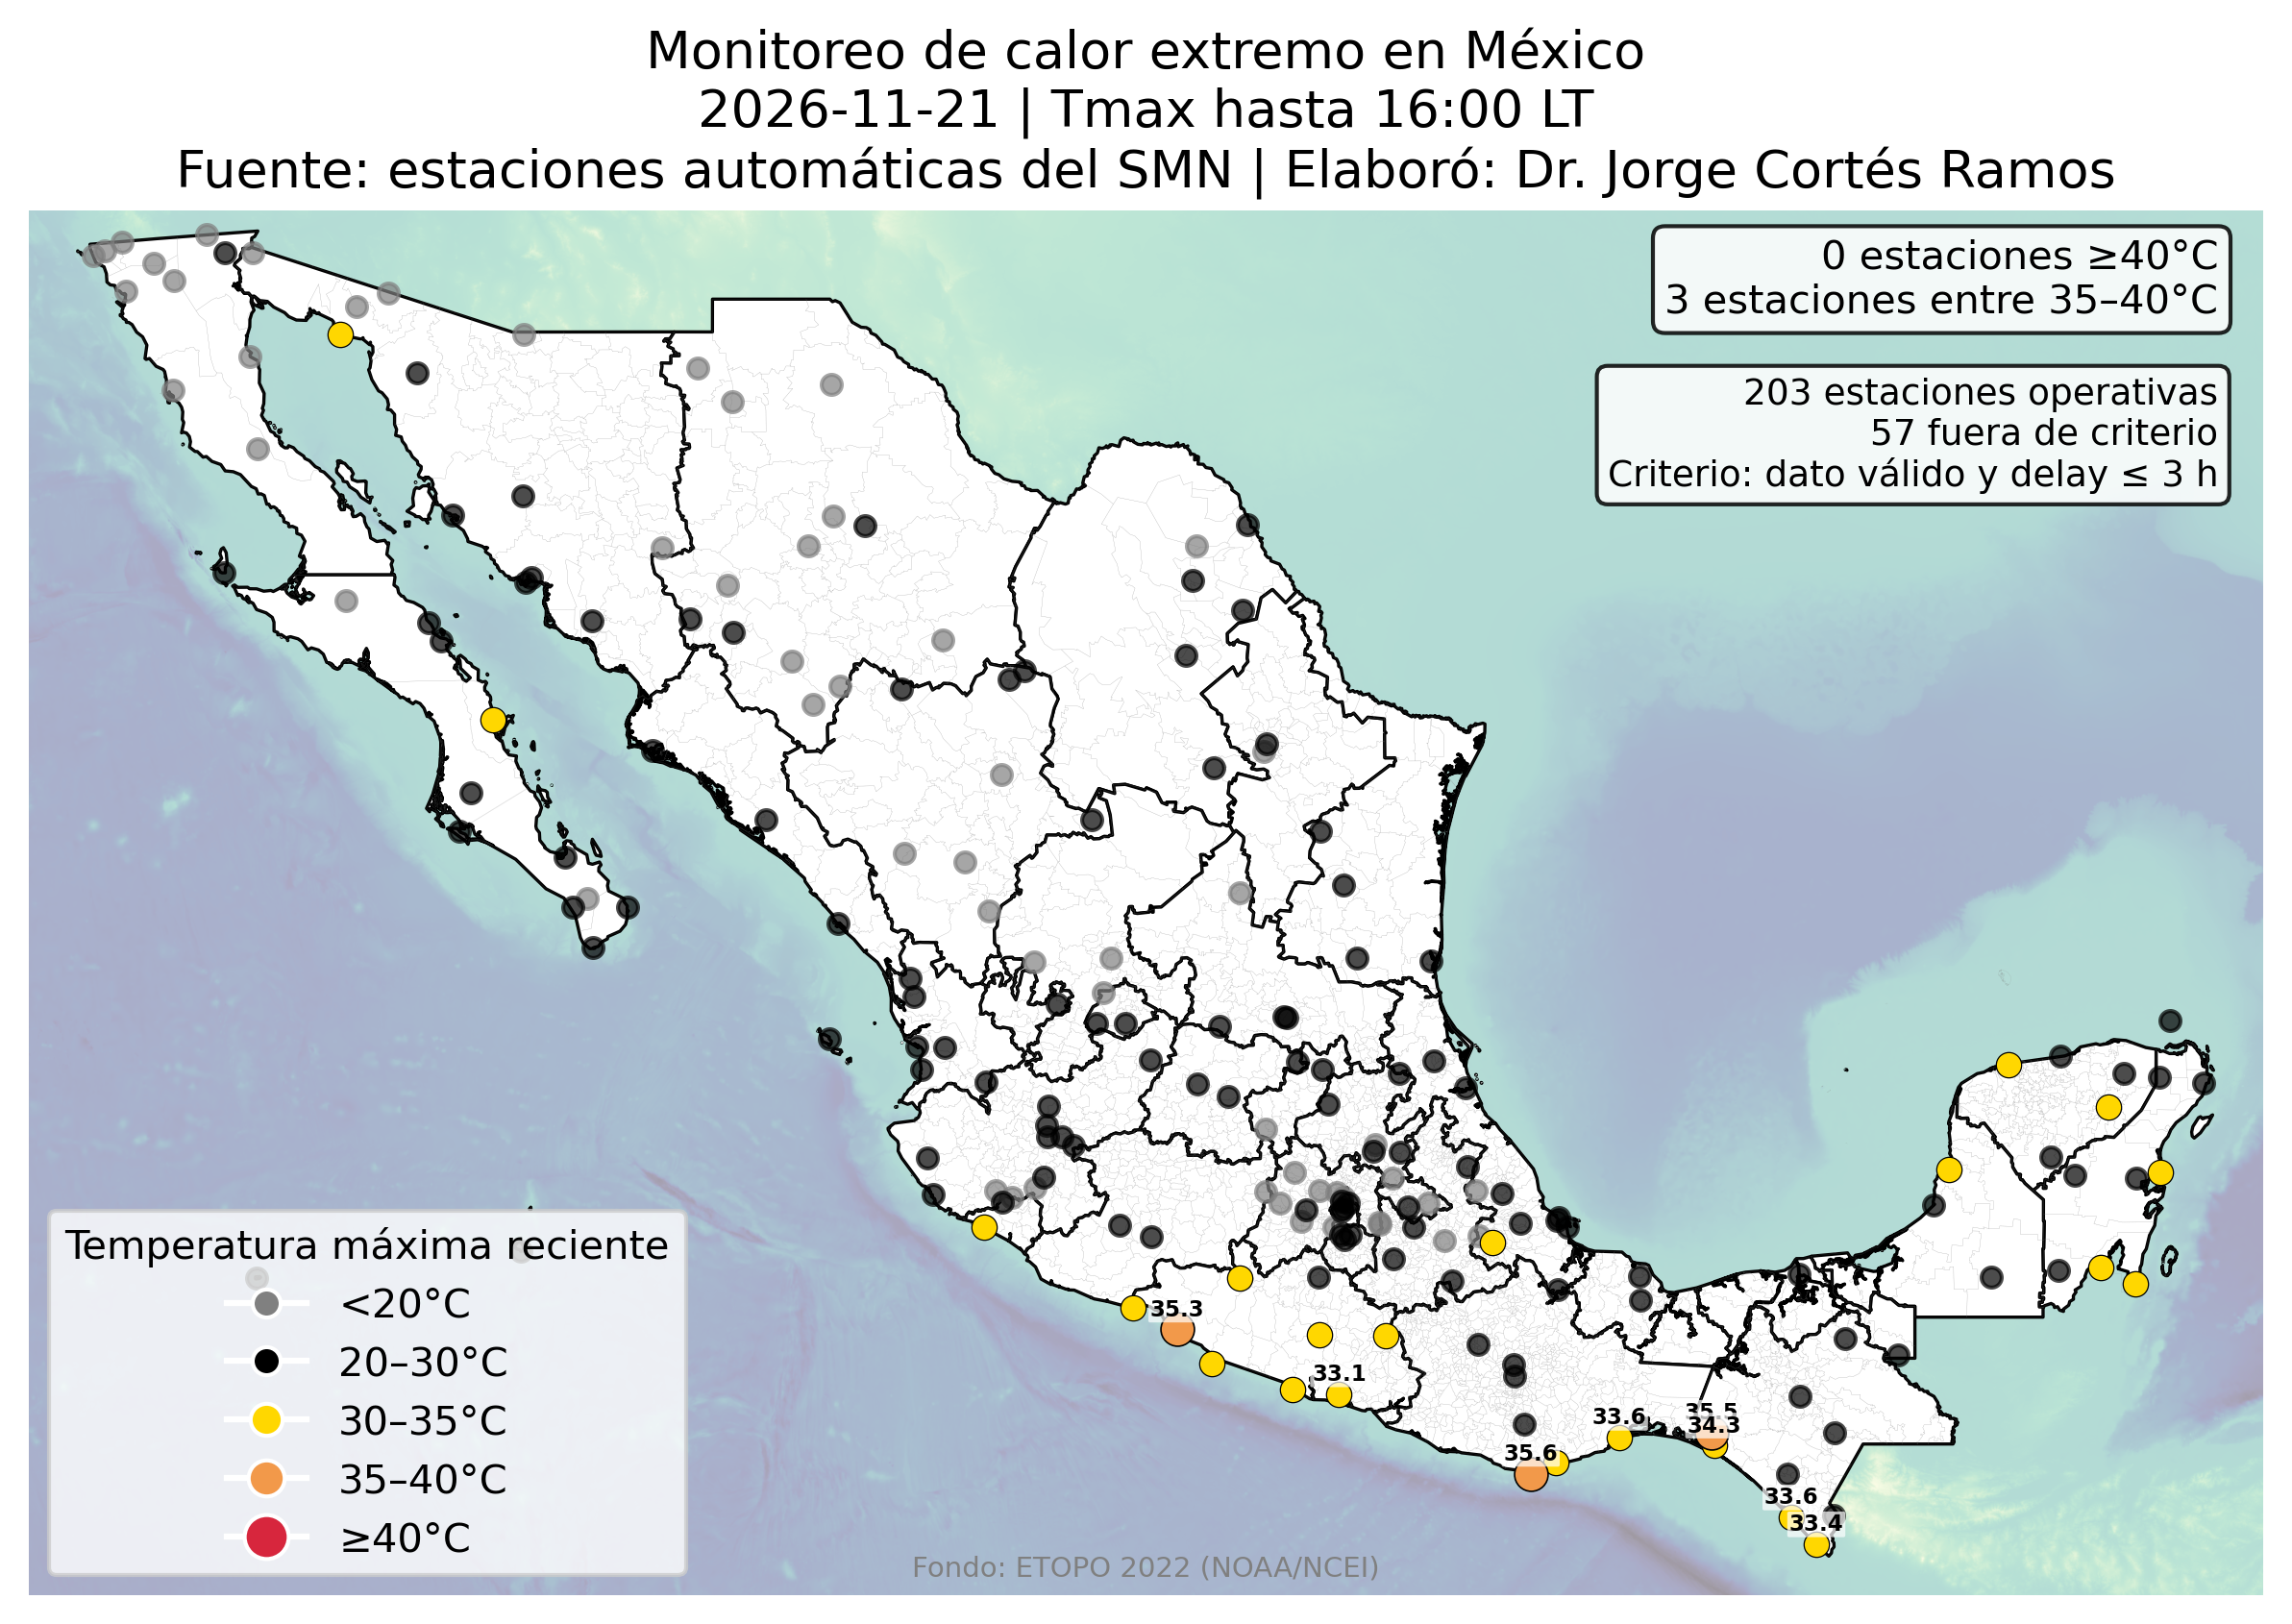 Monitoreo de calor extremo en México
2026-11-21 | Tmax hasta 16:00 LT
Fuente: estaciones automáticas del SMN | Elaboró: Dr. Jorge Cortés Ramos
0 estaciones ≥40°C
3 estaciones entre 35–40°C
203 estaciones operativas
57 fuera de criterio
Criterio: dato válido y delay ≤ 3 h
35.3
33.1
33.6
35.5
34.3
35.6
33.6
33.4
Temperatura máxima reciente
<20°C
20–30°C
30–35°C
35–40°C
≥40°C
Fondo: ETOPO 2022 (NOAA/NCEI)